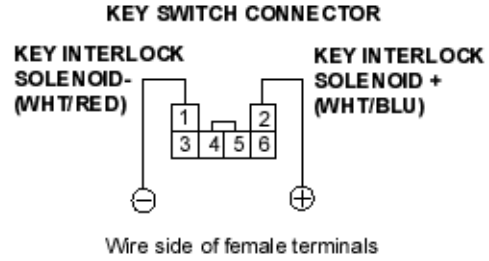 KEY SWITCH CONNECTOR
KEY INTERLOCK
SOLENOID-
(WHT/RED)
KEY INTERLOCK
SOLENOID +
(WHT/BLU)
1 2
3 4 5 6
Wire side of female terminals